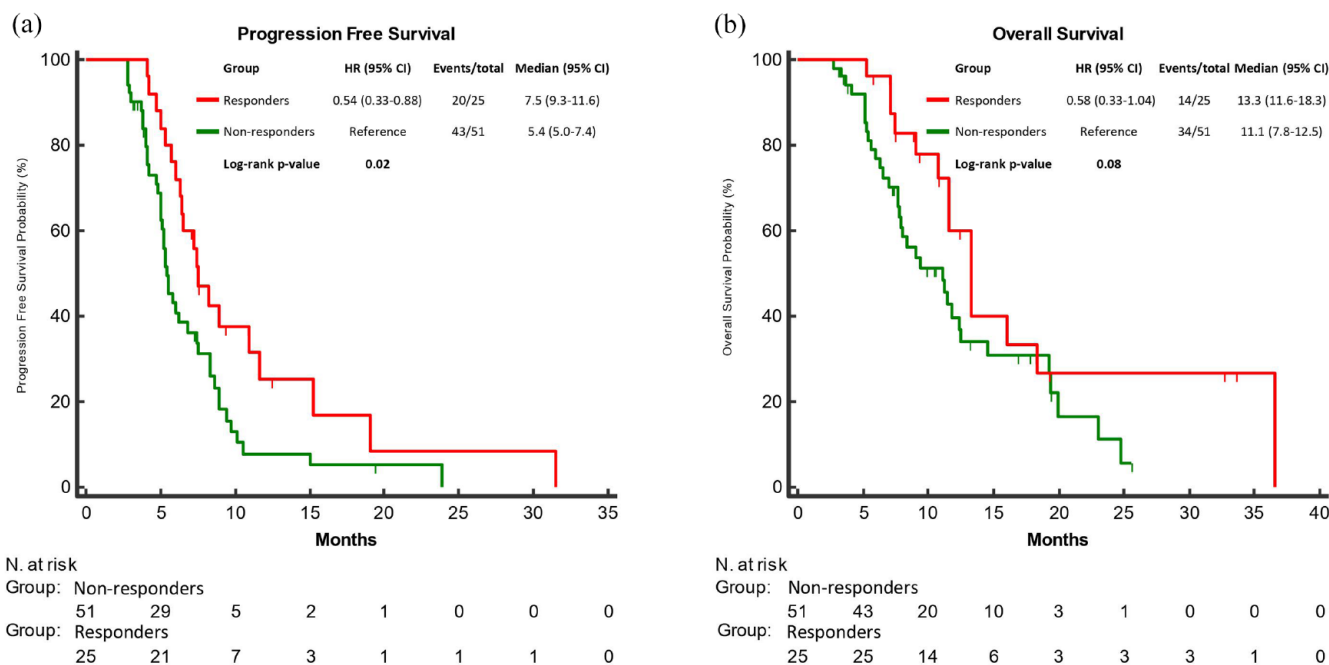 (a)
Progression Free Survival
Group HR (95% CI) Events/total Median (95% CI)
Responders 0.54 (0.33-0.88) 20/25 7.5 (9.3-11.6)
Non-responders Reference 43/51 5.4 (5.0-7.4)
Log-rank p-value 0.02
Progression Free Survival Probability (%)
100
80
60
40
20
0
0 5 10 15 20 25 30 35
Months
N. at risk
Group: Non-responders
51 29 5 2 1 0 0 0
Group: Responders
25 21 7 3 1 1 1 0
(b)
Overall Survival
Group HR (95% CI) Events/total Median (95% CI)
Responders 0.58 (0.33-1.04) 14/25 13.3 (11.6-18.3)
Non-responders Reference 34/51 11.1 (7.8-12.5)
Log-rank p-value 0.08
Overall Survival Probability (%)
100
80
60
40
20
0
0 5 10 15 20 25 30 35 40
Months
N. at risk
Group: Non-responders
51 43 20 10 3 1 0 0 0
Group: Responders
25 25 14 6 3 3 3 1 0